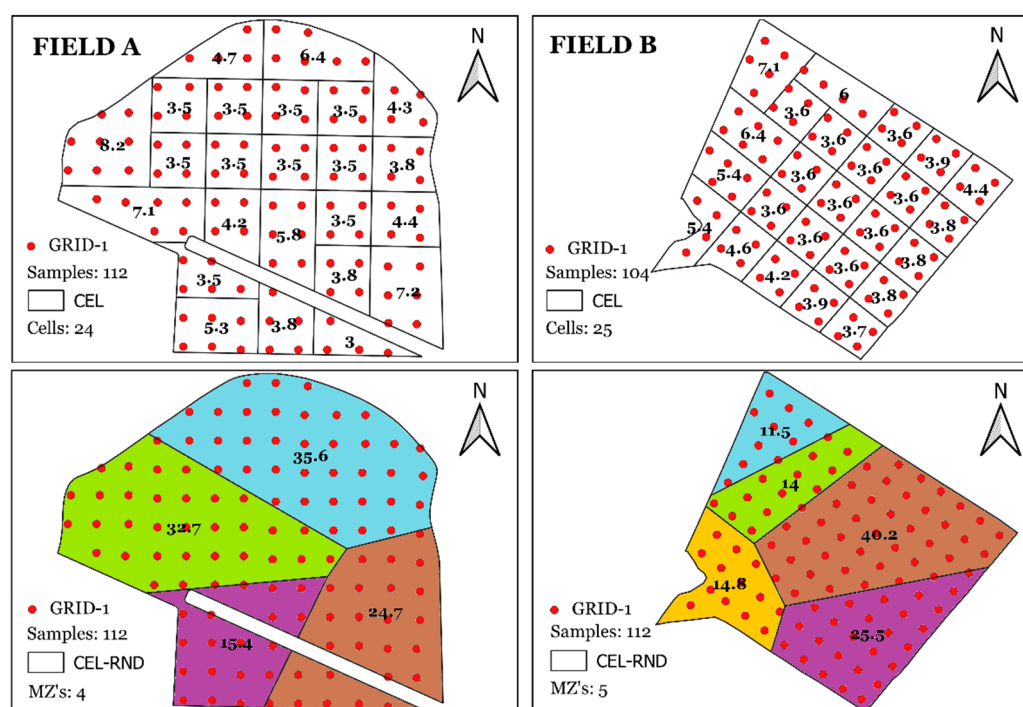 FIELD A
N
4.7
6.4
3.5 3.5 3.5 3.5 4.3
8.2
3.5 3.5 3.5 3.5 3.8
7.1 4.2 5.8 3.5 4.4
GRID-1
Samples: 112
CEL
Cells: 24
3.5 3.8 7.2
5.3 3.8 3
FIELD B
N
7.1
6
3.6 3.6 3.6 3.9 4.4
6.4
3.6 3.6 3.6 3.8
5.4
3.6 3.6 3.6 3.8
5.4
4.6 3.6 3.6 3.8
4.2 3.9 3.7
GRID-1
Samples: 104
CEL
Cells: 25
N
35.6
32.7
24.7
15.4
GRID-1
Samples: 112
CEL-RND
MZ's: 4
N
11.5
14
40.2
14.8
25.5
GRID-1
Samples: 112
CEL-RND
MZ's: 5